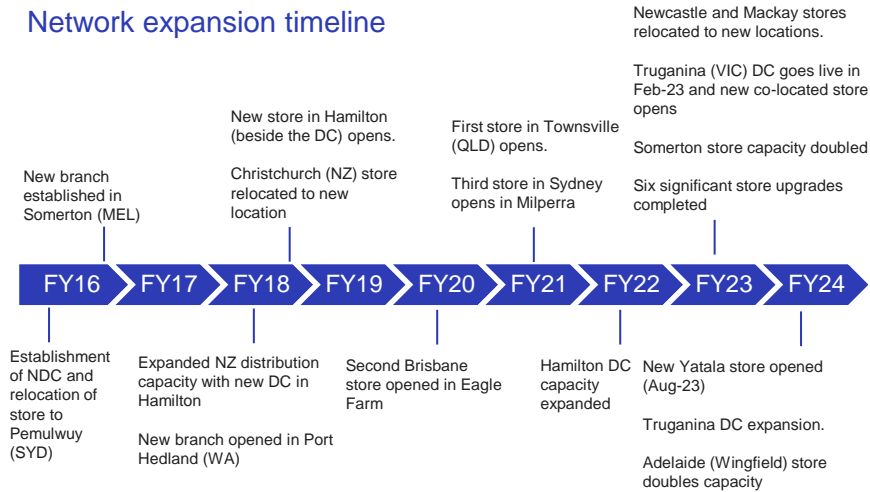 Network expansion timeline
New branch
established in
Somerton (MEL)
New store in Hamilton
(beside the DC) opens.
Christchurch (NZ) store
relocated to new
location
First store in Townsville
(QLD) opens.
Third store in Sydney
opens in Milperra
Newcastle and Mackay stores
relocated to new locations.
Truganina (VIC) DC goes live in
Feb-23 and new co-located store
opens
Somerton store capacity doubled
Six significant store upgrades
completed
FY16
FY17
FY18
FY19
FY20
FY21
FY22
FY23
FY24
Establishment
of NDC and
relocation of
store to
Pemulwuy
(SYD)
Expanded NZ distribution
capacity with new DC in
Hamilton
New branch opened in Port
Hedland (WA)
Second Brisbane
store opened in Eagle
Farm
Hamilton DC
capacity
expanded
New Yatala store opened
(Aug-23)
Truganina DC expansion.
Adelaide (Wingfield) store
doubles capacity